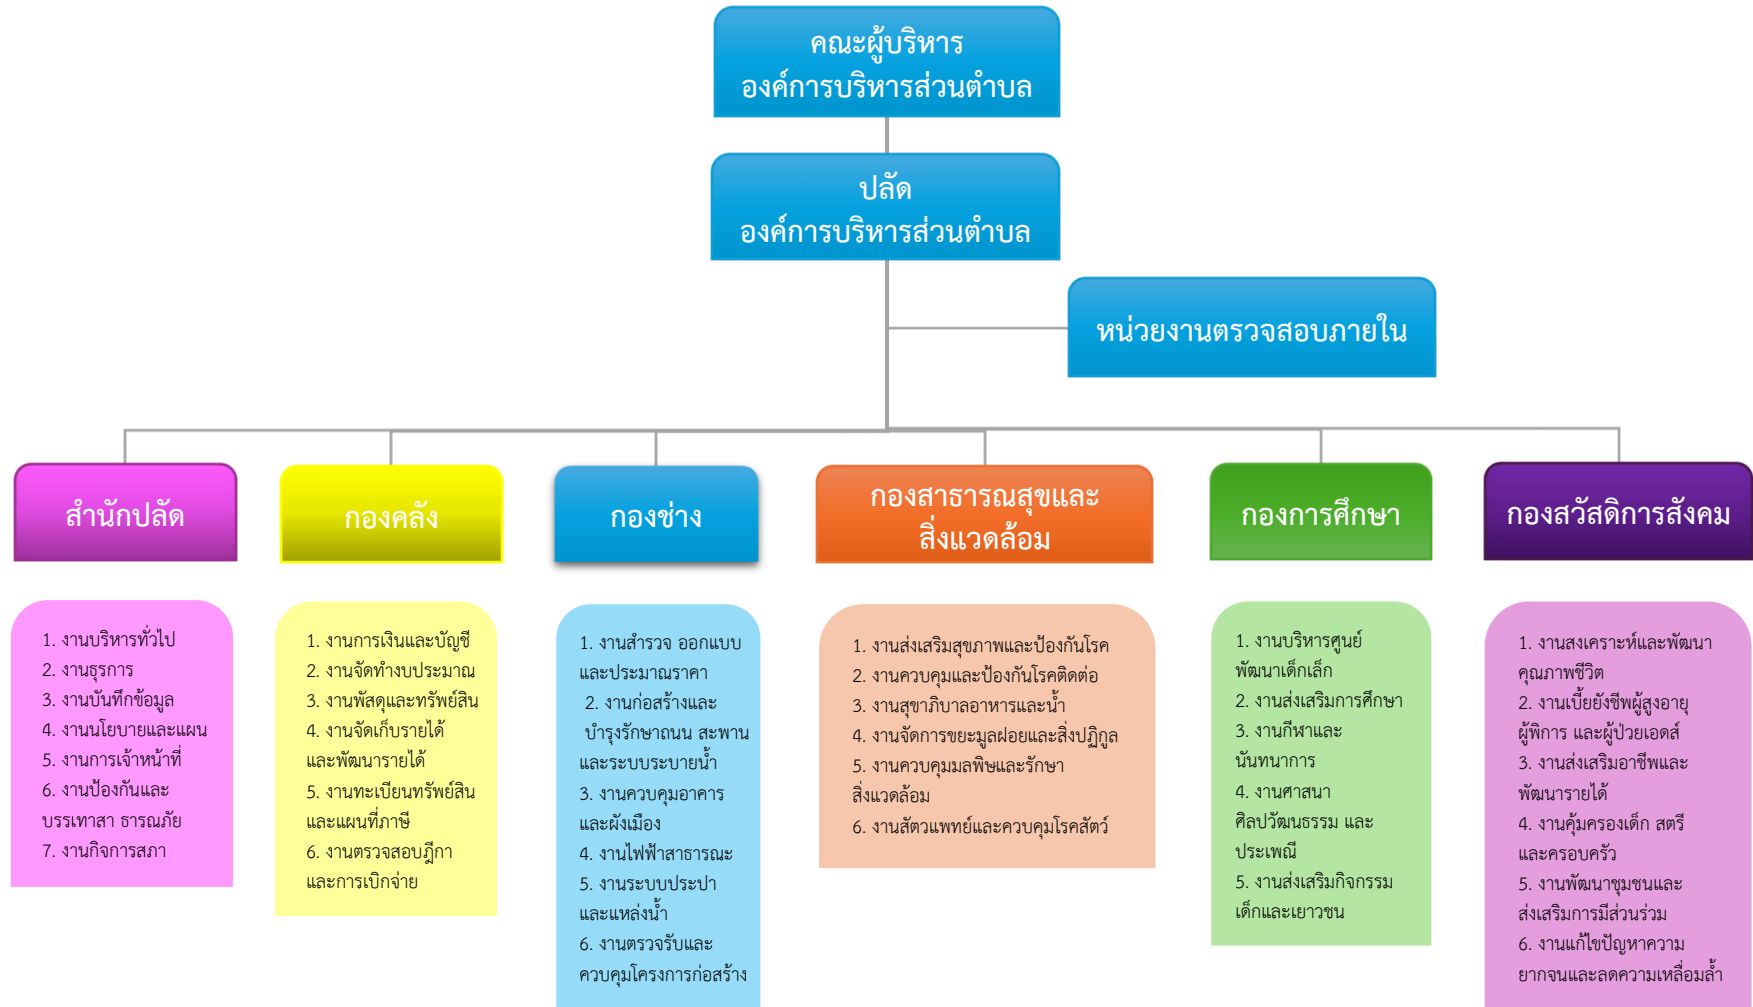 คณะผู้บริหาร
องค์การบริหารส่วนตำบล
ปลัด
องค์การบริหารส่วนตำบล
หน่วยงานตรวจสอบภายใน
สำนักปลัด
กองคลัง
กองช่าง
กองสาธารณสุขและ
สิ่งแวดล้อม
กองการศึกษา
กองสวัสดิการสังคม
1. งานบริหารทั่วไป
2. งานธุรการ
3. งานบันทึกข้อมูล
4. งานนโยบายและแผน
5. งานการเจ้าหน้าที่
6. งานป้องกันและ
บรรเทาสา ธารณภัย
7. งานกิจการสภา
1. งานการเงินและบัญชี
2. งานจัดทำงบประมาณ
3. งานพัสดุและทรัพย์สิน
4. งานจัดเก็บรายได้
และพัฒนารายได้
5. งานทะเบียนทรัพย์สิน
และแผนที่ภาษี
6. งานตรวจสอบฎีกา
และการเบิกจ่าย
1. งานสำรวจ ออกแบบ
และประมาณราคา
2. งานก่อสร้างและ
บำรุงรักษาถนน สะพาน
และระบบระบายน้ำ
3. งานควบคุมอาคาร
และผังเมือง
4. งานไฟฟ้าสาธารณะ
5. งานระบบประปา
และแหล่งน้ำ
6. งานตรวจรับและ
ควบคุมโครงการก่อสร้าง
1. งานส่งเสริมสุขภาพและป้องกันโรค
2. งานควบคุมและป้องกันโรคติดต่อ
3. งานสุขาภิบาลอาหารและน้ำ
4. งานจัดการขยะมูลฝอยและสิ่งปฏิกูล
5. งานควบคุมมลพิษและรักษา
สิ่งแวดล้อม
6. งานสัตวแพทย์และควบคุมโรคสัตว์
1. งานบริหารศูนย์
พัฒนาเด็กเล็ก
2. งานส่งเสริมการศึกษา
3. งานกีฬาและ
นันทนาการ
4. งานศาสนา
ศิลปวัฒนธรรม และ
ประเพณี
5. งานส่งเสริมกิจกรรม
เด็กและเยาวชน
1. งานสงเคราะห์และพัฒนา
คุณภาพชีวิต
2. งานเบี้ยยังชีพผู้สูงอายุ
ผู้พิการ และผู้ป่วยเอดส์
3. งานส่งเสริมอาชีพและ
พัฒนารายได้
4. งานคุ้มครองเด็ก สตรี
และครอบครัว
5. งานพัฒนาชุมชนและ
ส่งเสริมการมีส่วนร่วม
6. งานแก้ไขปัญหาความ
ยากจนและลดความเหลื่อมล้ำ